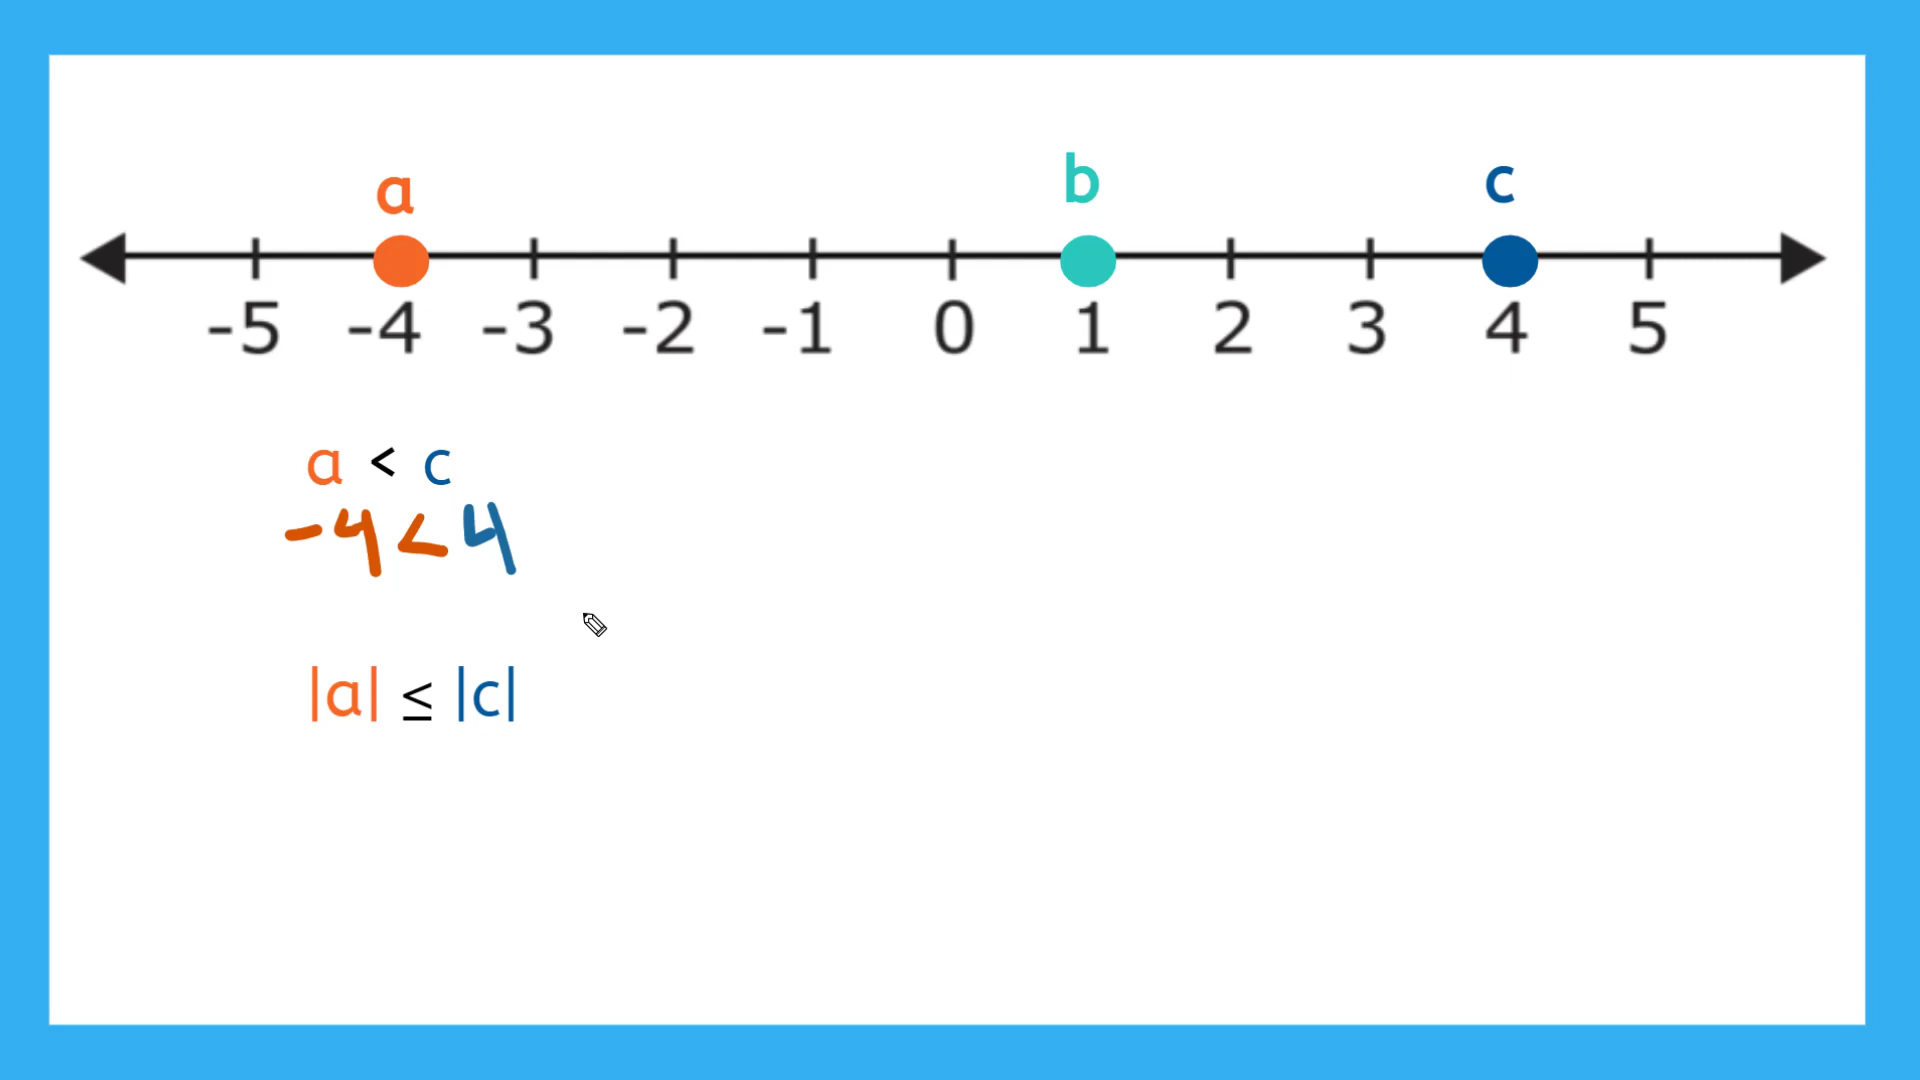 a b c
-5 -4 -3 -2 -1 0 1 2 3 4 5
a < c
-4 < 4
|a| ≤ |c|